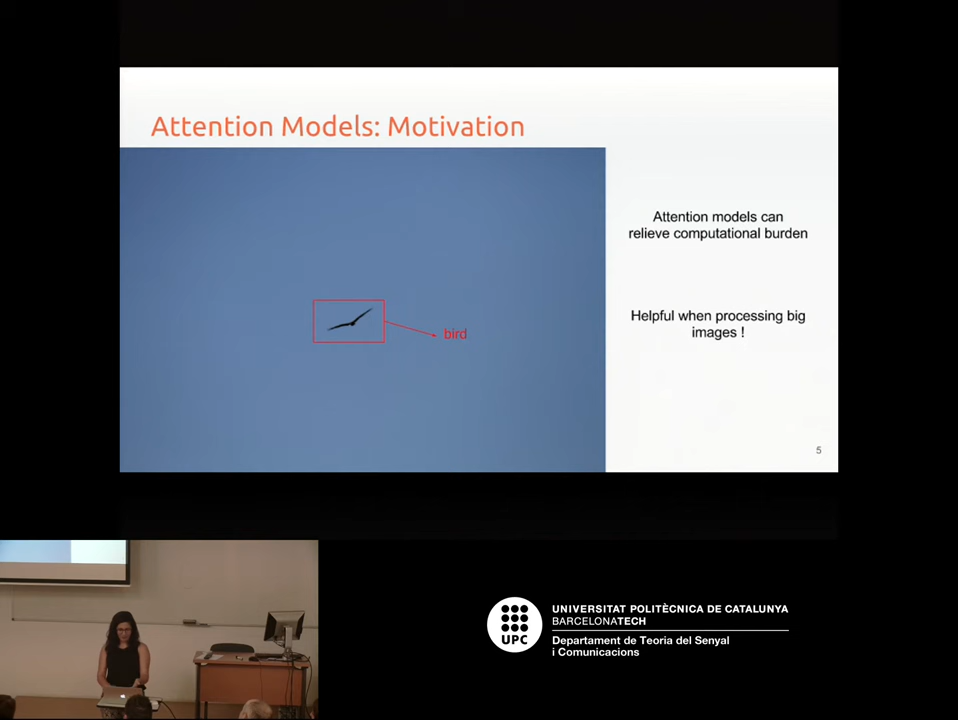 Attention Models: Motivation
Attention models can
relieve computational burden
bird
Helpful when processing big
images !
5
UPC
UNIVERSITAT POLITÈCNICA DE CATALUNYA
BARCELONATECH
Departament de Teoria del Senyal
i Comunicacions